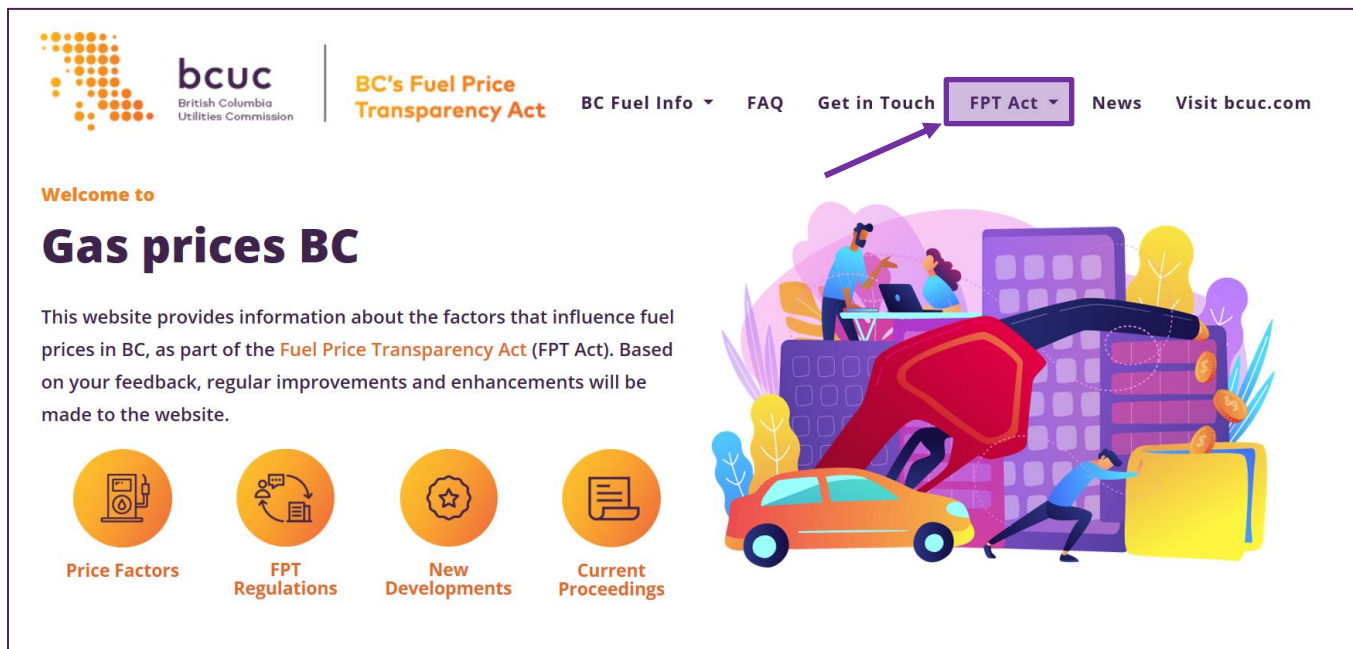 bcuc
British Columbia
Utilities Commission
BC's Fuel Price
Transparency Act
BC Fuel Info
FAQ
Get in Touch
FPT Act
News
Visit bcuc.com
Welcome to
Gas prices BC
This website provides information about the factors that influence fuel
prices in BC, as part of the Fuel Price Transparency Act (FPT Act). Based
on your feedback, regular improvements and enhancements will be
made to the website.
Price Factors
FPT
Regulations
New
Developments
Current
Proceedings